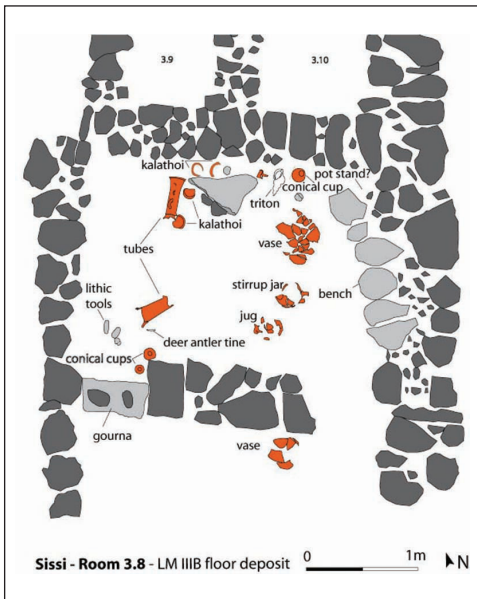 3.9
3.10
kalathoi
pot stand?
conical cup
triton
kalathoi
tubes
vase
lithic
tools
stirrup jar
bench
jug
deer antler tine
conical cups
gourna
vase
Sissi - Room 3.8 - LM IIIB floor deposit
0 1m
N